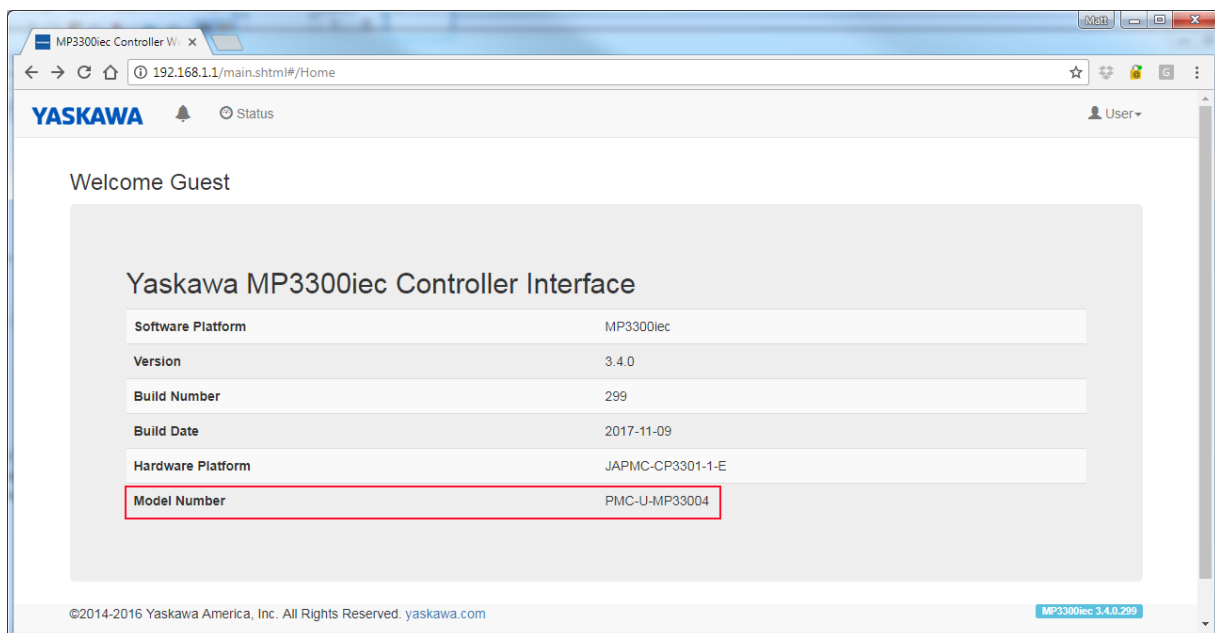 Matt
MP3300iec Controller W
192.168.1.1/main.shtml#/Home
G
YASKAWA Status User
Welcome Guest
Yaskawa MP3300iec Controller Interface
Software Platform MP3300iec
Version 3.4.0
Build Number 299
Build Date 2017-11-09
Hardware Platform JAPMC-CP3301-1-E
Model Number PMC-U-MP33004
©2014-2016 Yaskawa America, Inc. All Rights Reserved. yaskawa.com MP3300iec 3.4.0.299